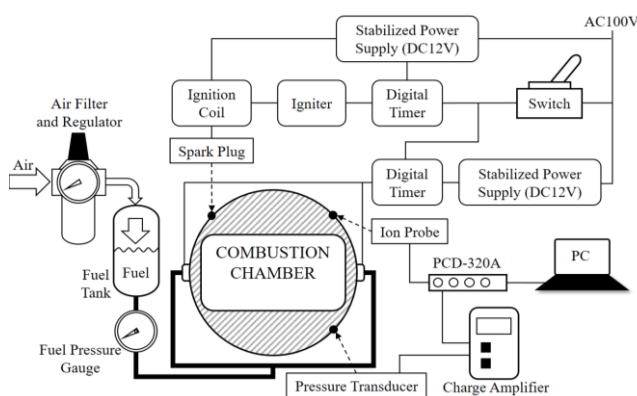 AC100V
Stabilized Power
Supply (DC12V)
Ignition
Coil
Igniter
Digital
Timer
Switch
Air Filter
and Regulator
Spark Plug
Air
Digital
Timer
Stabilized Power
Supply (DC12V)
Ion Probe
Fuel
COMBUSTION
CHAMBER
PCD-320A
PC
Fuel
Tank
Fuel Pressure
Gauge
Pressure Transducer
Charge Amplifier